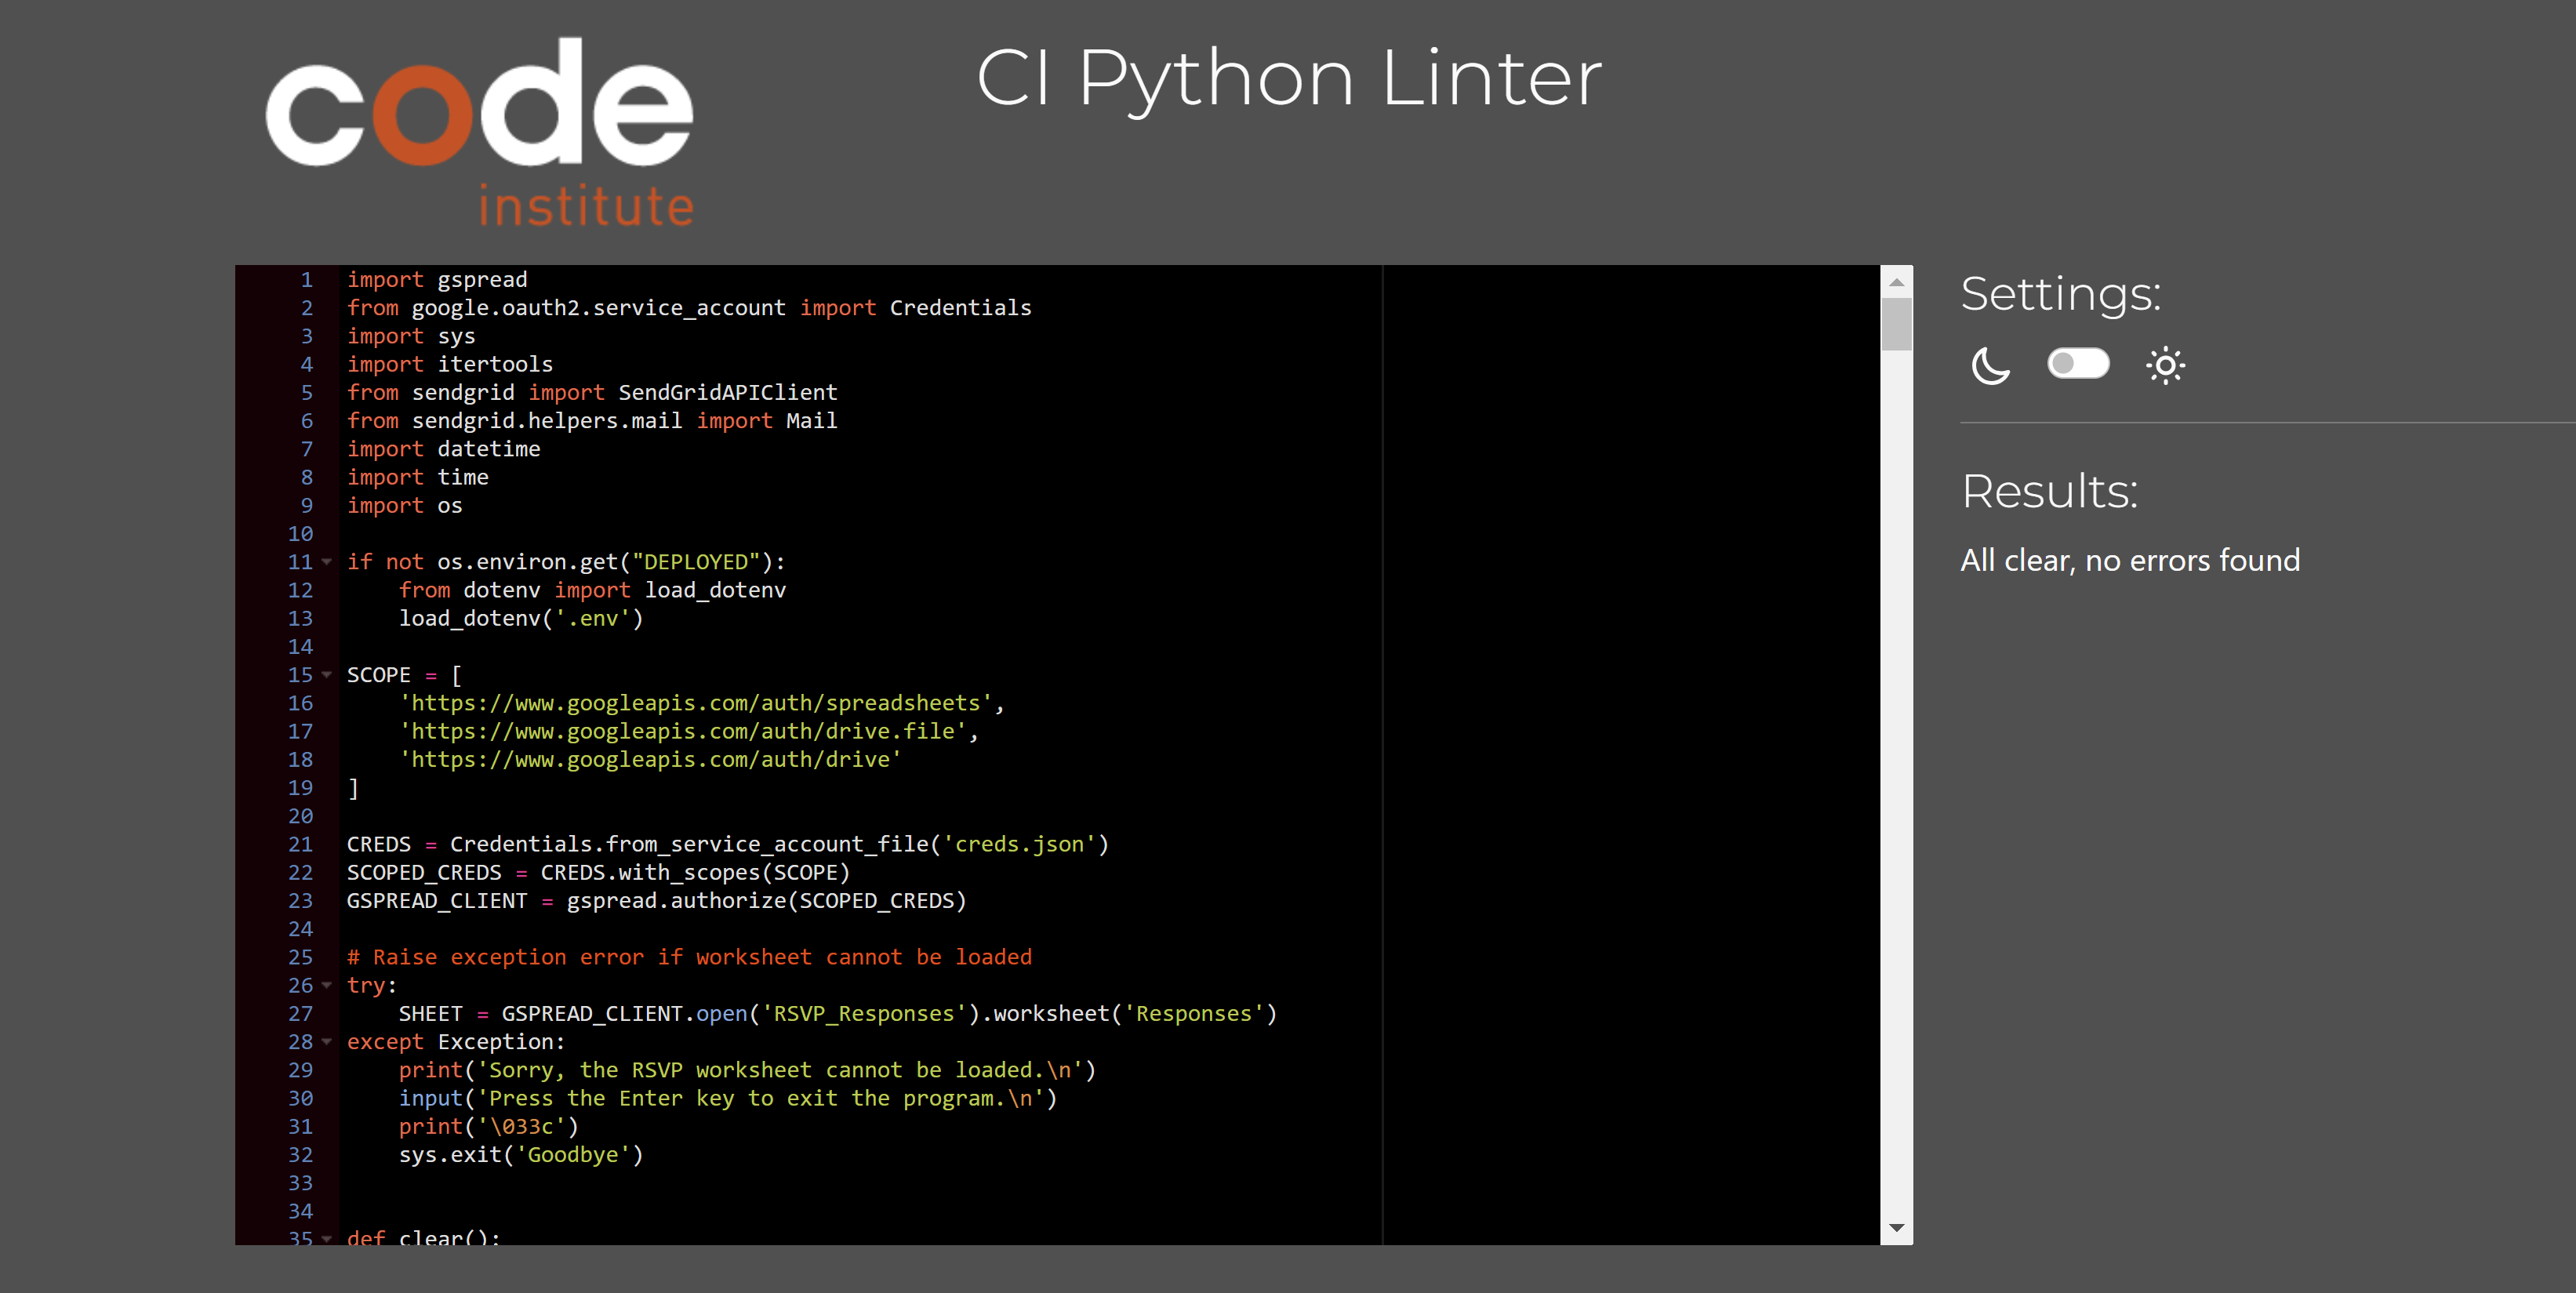 code
institute
CI Python Linter
1 import gspread
2 from google.oauth2.service_account import Credentials
3 import sys
4 import itertools
5 from sendgrid import SendGridAPIClient
6 from sendgrid.helpers.mail import Mail
7 import datetime
8 import time
9 import os
10
11 if not os.environ.get("DEPLOYED"):
12     from dotenv import load_dotenv
13     load_dotenv('.env')
14
15 SCOPE = [
16     'https://www.googleapis.com/auth/spreadsheets',
17     'https://www.googleapis.com/auth/drive.file',
18     'https://www.googleapis.com/auth/drive'
19 ]
20
21 CREDS = Credentials.from_service_account_file('creds.json')
22 SCOPED_CREDS = CREDS.with_scopes(SCOPE)
23 GSPREAD_CLIENT = gspread.authorize(SCOPED_CREDS)
24
25 # Raise exception error if worksheet cannot be loaded
26 try:
27     SHEET = GSPREAD_CLIENT.open('RSVP_Responses').worksheet('Responses')
28 except Exception:
29     print('Sorry, the RSVP worksheet cannot be loaded.\n')
30     input('Press the Enter key to exit the program.\n')
31     print('\033c')
32     sys.exit('Goodbye')
33
34
35 def clear():
Settings:
Results:
All clear, no errors found